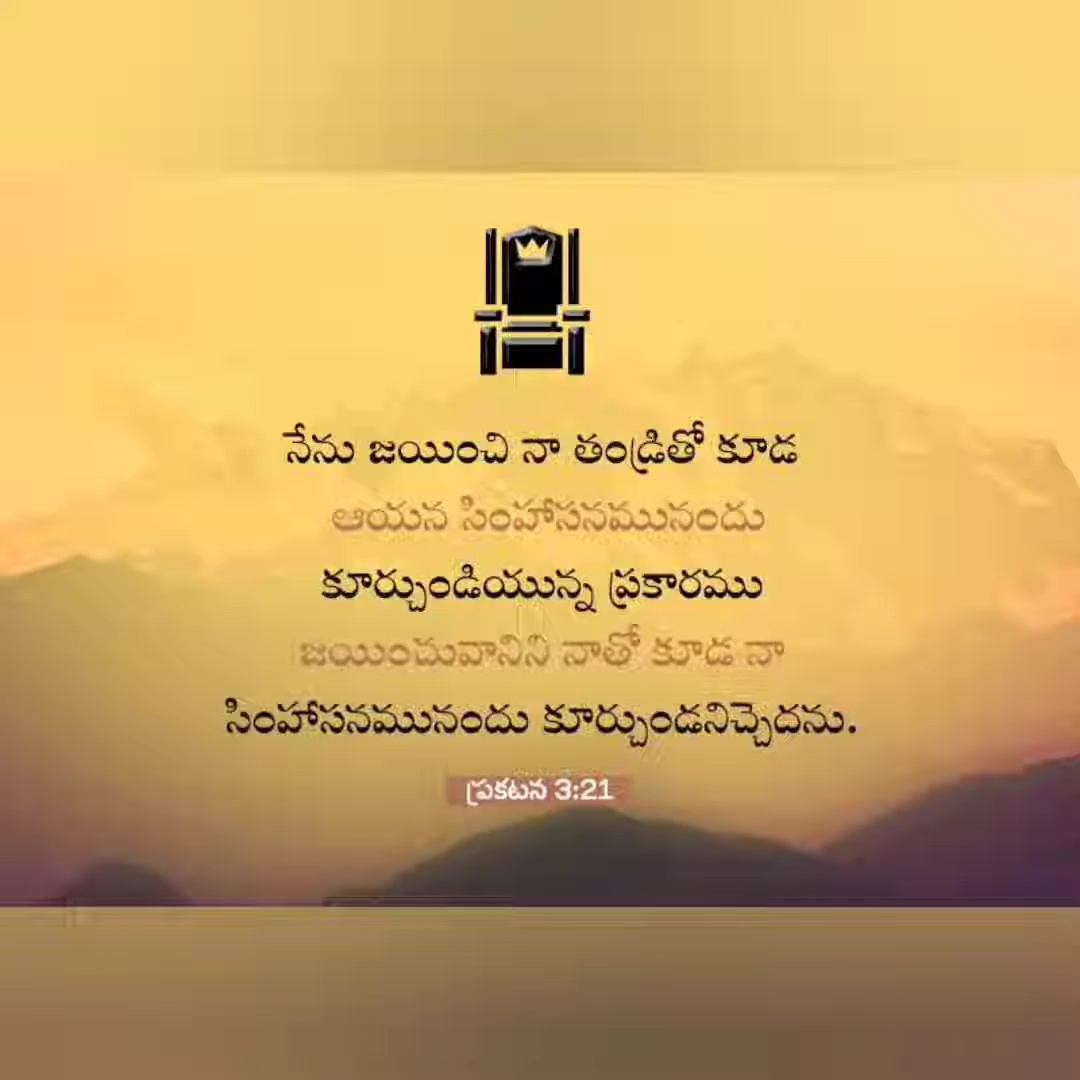 నేను జయించి నా తండ్రితో కూడ
ఆయన సింహాసనమునందు
కూర్చుండియున్న ప్రకారము
జయించువానిని నాతో కూడ నా
సింహాసనమునందు కూర్చుండనిచ్చెదను.
ప్రకటన 3:21